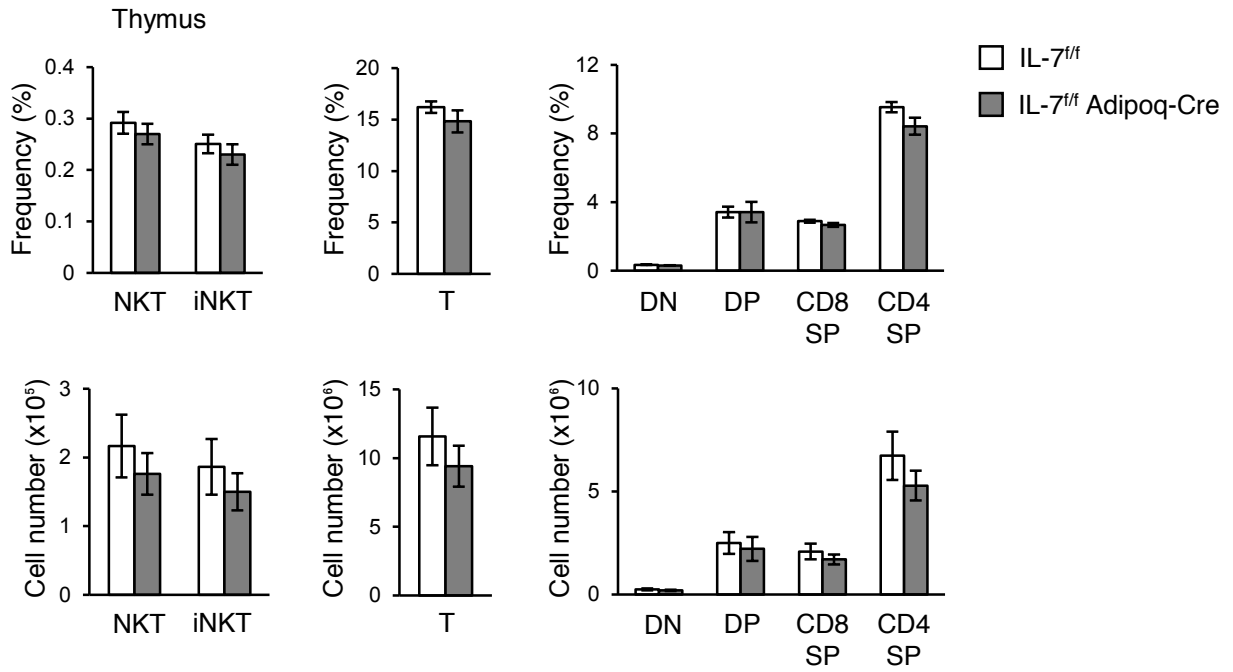 Thymus
Frequency (%)
0.4
0.3
0.2
0.1
0
NKT iNKT
Frequency (%)
20
15
10
5
0
T
Frequency (%)
12
8
4
0
DN DP CD8 CD4
SP SP
IL-7f/f
IL-7f/f Adipoq-Cre
Cell number (x10⁵)
3
2
1
0
NKT iNKT
Cell number (x10⁶)
15
10
5
0
T
Cell number (x10⁶)
10
5
0
DN DP CD8 CD4
SP SP